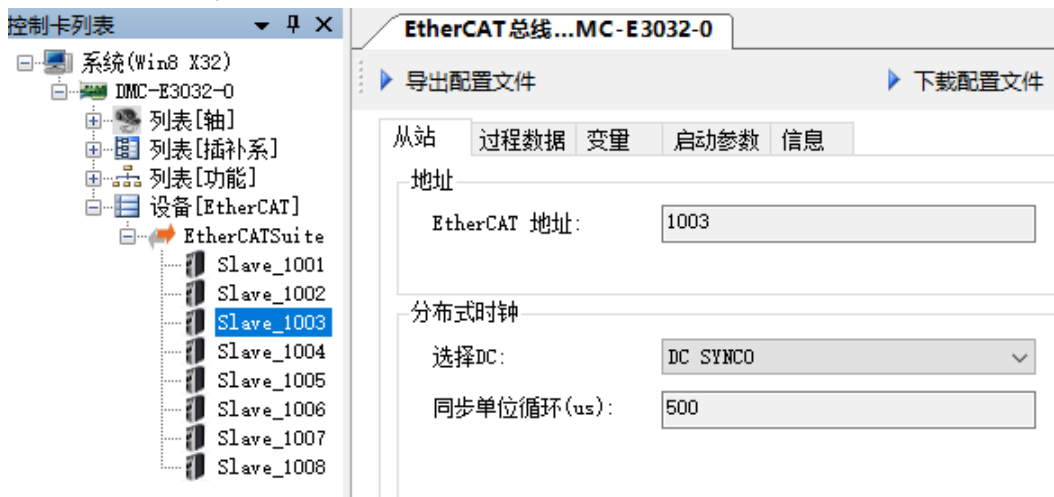 控制卡列表
系统(Win8 X32)
DMC-E3032-0
列表[轴]
列表[插补系]
列表[功能]
设备[EtherCAT]
EtherCATSuite
Slave_1001
Slave_1002
Slave_1003
Slave_1004
Slave_1005
Slave_1006
Slave_1007
Slave_1008
EtherCAT总线...MC-E3032-0
导出配置文件 下载配置文件
从站 过程数据 变量 启动参数 信息
地址
EtherCAT 地址: 1003
分布式时钟
选择DC: DC SYNC0
同步单位循环(us): 500